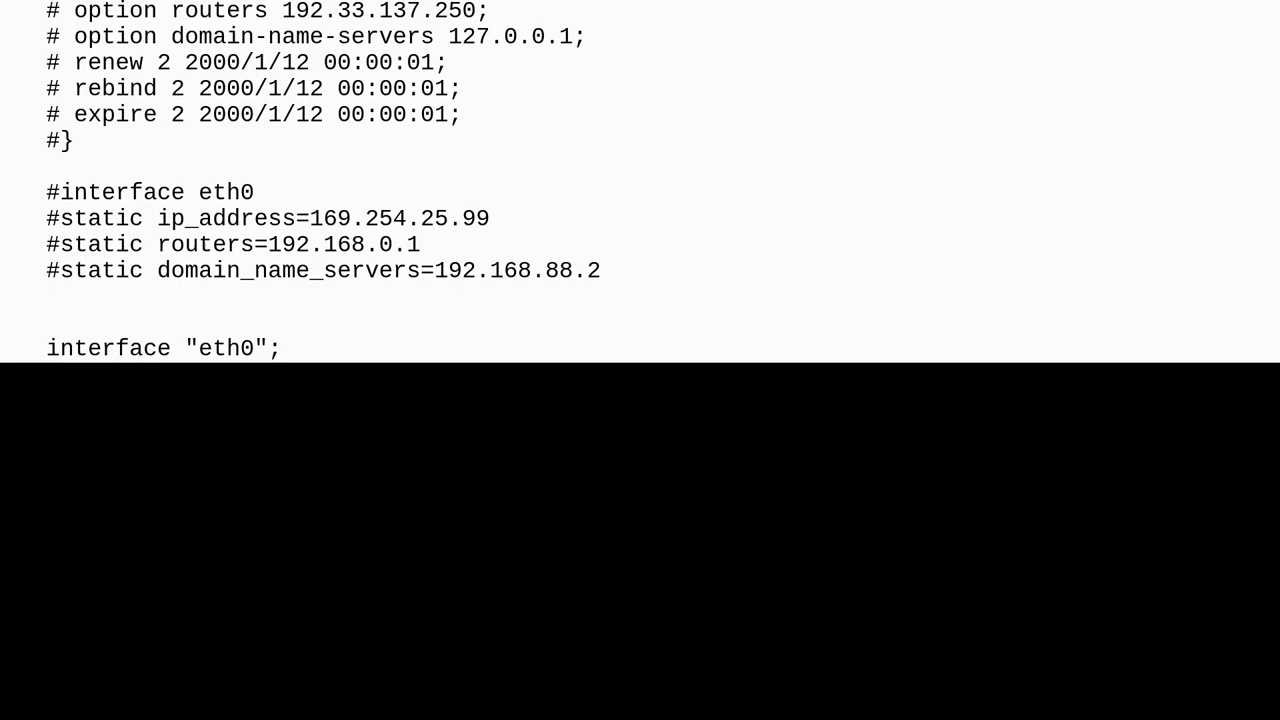 # option routers 192.33.137.250;
# option domain-name-servers 127.0.0.1;
# renew 2 2000/1/12 00:00:01;
# rebind 2 2000/1/12 00:00:01;
# expire 2 2000/1/12 00:00:01;
#}
#interface eth0
#static ip_address=169.254.25.99
#static routers=192.168.0.1
#static domain_name_servers=192.168.88.2
interface "eth0";